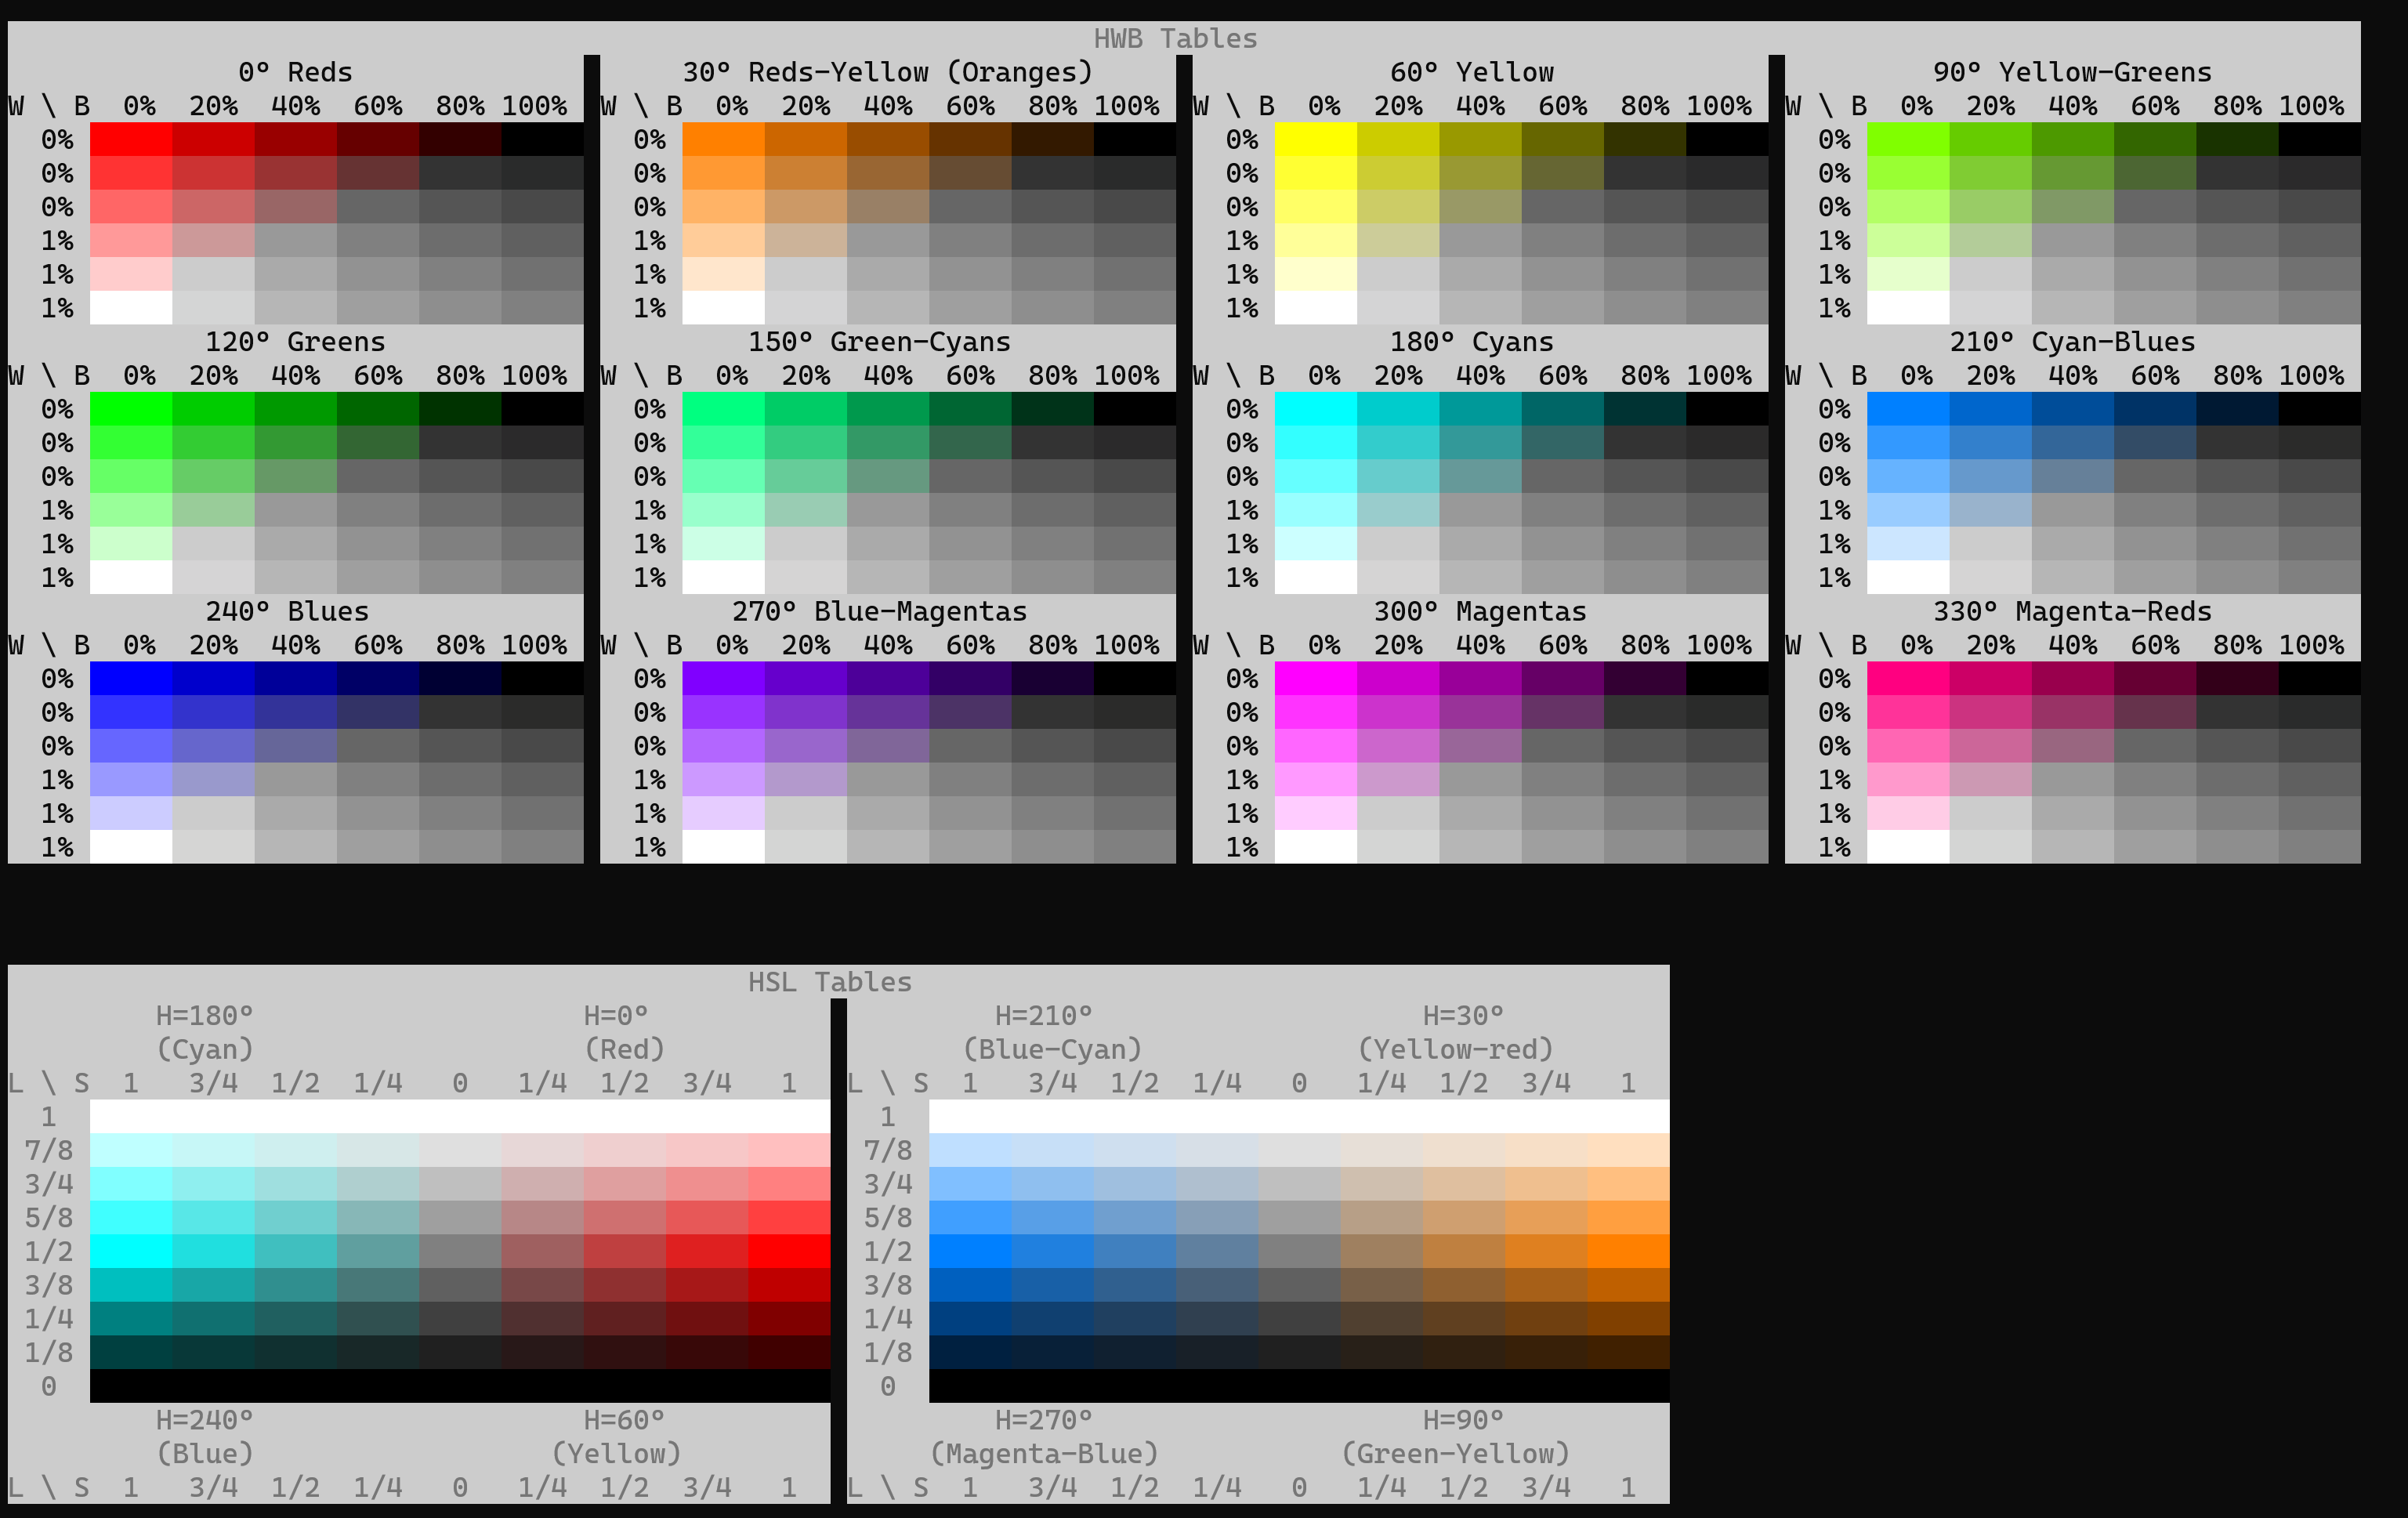 HWB Tables
0° Reds 30° Reds-Yellow (Oranges) 60° Yellow 90° Yellow-Greens
W \ B 0% 20% 40% 60% 80% 100% W \ B 0% 20% 40% 60% 80% 100% W \ B 0% 20% 40% 60% 80% 100% W \ B 0% 20% 40% 60% 80% 100%
0% 0% 0% 0%
0% 0% 0% 0%
0% 0% 0% 0%
1% 1% 1% 1%
1% 1% 1% 1%
1% 1% 1% 1%
120° Greens 150° Green-Cyans 180° Cyans 210° Cyan-Blues
W \ B 0% 20% 40% 60% 80% 100% W \ B 0% 20% 40% 60% 80% 100% W \ B 0% 20% 40% 60% 80% 100% W \ B 0% 20% 40% 60% 80% 100%
0% 0% 0% 0%
0% 0% 0% 0%
0% 0% 0% 0%
1% 1% 1% 1%
1% 1% 1% 1%
1% 1% 1% 1%
240° Blues 270° Blue-Magentas 300° Magentas 330° Magenta-Reds
W \ B 0% 20% 40% 60% 80% 100% W \ B 0% 20% 40% 60% 80% 100% W \ B 0% 20% 40% 60% 80% 100% W \ B 0% 20% 40% 60% 80% 100%
0% 0% 0% 0%
0% 0% 0% 0%
0% 0% 0% 0%
1% 1% 1% 1%
1% 1% 1% 1%
1% 1% 1% 1%
HSL Tables
H=180° H=0° H=210° H=30°
(Cyan) (Red) (Blue-Cyan) (Yellow-red)
L \ S 1 3/4 1/2 1/4 0 1/4 1/2 3/4 1 L \ S 1 3/4 1/2 1/4 0 1/4 1/2 3/4 1
1 1
7/8 7/8
3/4 3/4
5/8 5/8
1/2 1/2
3/8 3/8
1/4 1/4
1/8 1/8
0 0
H=240° H=60° H=270° H=90°
(Blue) (Yellow) (Magenta-Blue) (Green-Yellow)
L \ S 1 3/4 1/2 1/4 0 1/4 1/2 3/4 1 L \ S 1 3/4 1/2 1/4 0 1/4 1/2 3/4 1